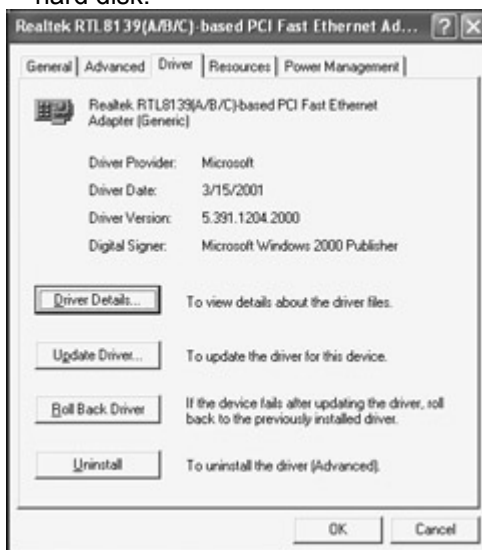 hard disk.
Realtek RTL8139(A/B/C)-based PCI Fast Ethernet Ad... ? X
General Advanced Driver Resources Power Management
Realtek RTL8139(A/B/C)-based PCI Fast Ethernet
Adapter (Generic)
Driver Provider: Microsoft
Driver Date: 3/15/2001
Driver Version: 5.391.1204.2000
Digital Signer: Microsoft Windows 2000 Publisher
Driver Details... To view details about the driver files.
Update Driver... To update the driver for this device.
Roll Back Driver If the device fails after updating the driver, roll
back to the previously installed driver.
Uninstall To uninstall the driver (Advanced).
OK Cancel